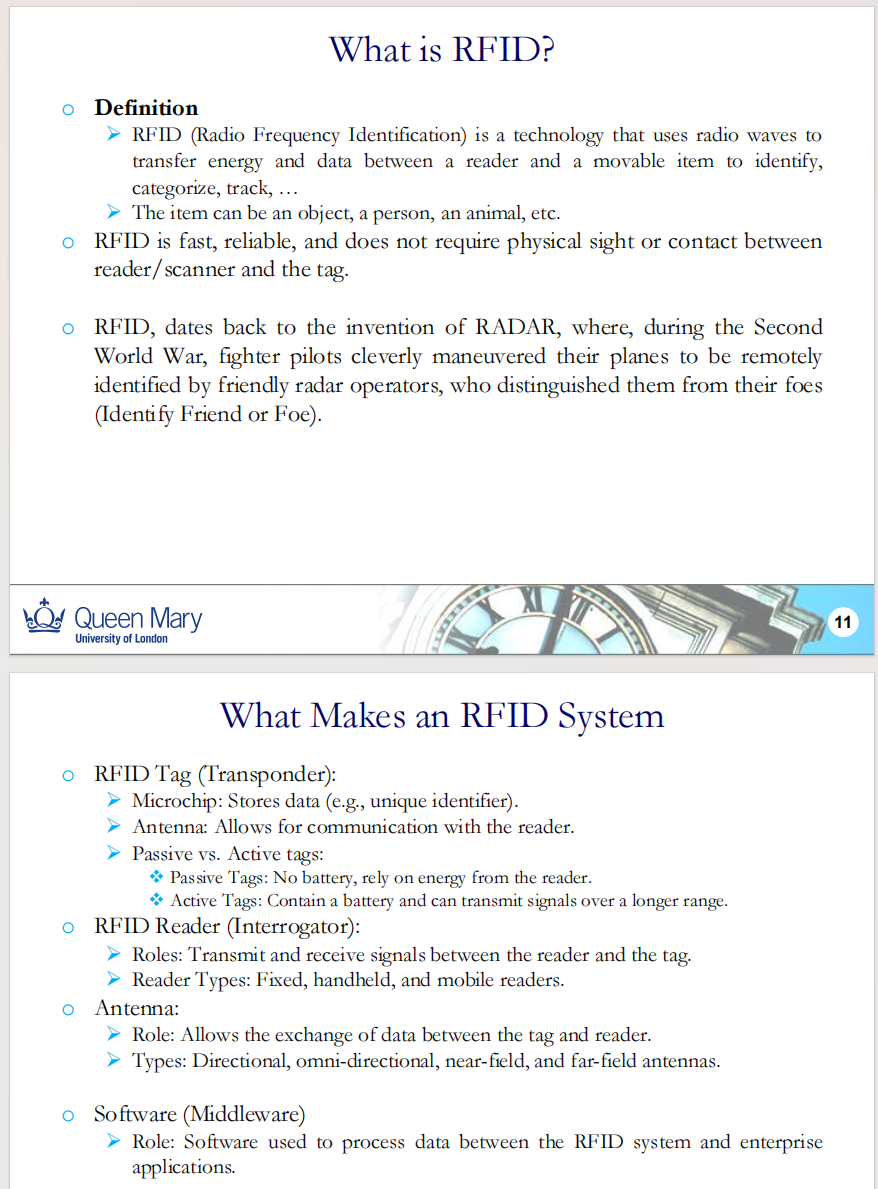 What is RFID?
Definition
RFID (Radio Frequency Identification) is a technology that uses radio waves to
transfer energy and data between a reader and a movable item to identify,
categorize, track, …
The item can be an object, a person, an animal, etc.
RFID is fast, reliable, and does not require physical sight or contact between
reader/scanner and the tag.
RFID, dates back to the invention of RADAR, where, during the Second
World War, fighter pilots cleverly maneuvered their planes to be remotely
identified by friendly radar operators, who distinguished them from their foes
(Identify Friend or Foe).
Queen Mary
University of London
11
What Makes an RFID System
RFID Tag (Transponder):
Microchip: Stores data (e.g., unique identifier).
Antenna: Allows for communication with the reader.
Passive vs. Active tags:
Passive Tags: No battery, rely on energy from the reader.
Active Tags: Contain a battery and can transmit signals over a longer range.
RFID Reader (Interrogator):
Roles: Transmit and receive signals between the reader and the tag.
Reader Types: Fixed, handheld, and mobile readers.
Antenna:
Role: Allows the exchange of data between the tag and reader.
Types: Directional, omni-directional, near-field, and far-field antennas.
Software (Middleware)
Role: Software used to process data between the RFID system and enterprise
applications.